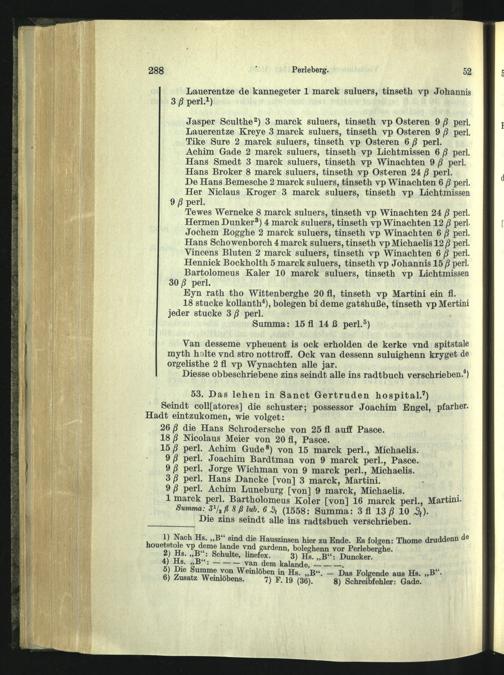 288 Perleberg. 52
Lauerentze de kannegeter 1 marck suluers, tinseth vp Johannis
3 β perl.¹)
Jasper Sculthe²) 3 marck suluers, tinseth vp Osteren 9 β perl.
Lauerentze Kreye 3 marck suluers, tinseth vp Osteren 9 β perl.
Tike Sure 2 marck suluers, tinseth vp Osteren 6 β perl.
Achim Gade 2 marck suluers, tinseth vp Lichtmissen 6 β perl.
Hans Smedt 3 marck suluers, tinseth vp Winachten 9 β perl.
Hans Broker 8 marck suluers, tinseth vp Osteren 24 β perl.
De Hans Bemesche 2 marck suluers, tinseth vp Winachten 6 β perl.
Her Niclaus Kroger 3 marck suluers, tinseth vp Lichtmissen
9 β perl.
Tewes Werneke 8 marck suluers, tinseth vp Winachten 24 β perl.
Hermen Dunker³) 4 marck suluers, tinseth vp Winachten 12 β perl.
Jochem Rogghe 2 marck suluers, tinseth vp Winachten 6 β perl.
Hans Schowenborch 4 marck suluers, tinseth vp Michaelis 12 β perl.
Vincens Bluten 2 marck suluers, tinseth vp Winachten 6 β perl.
Hennick Bockholth 5 marck suluers, tinseth vp Johannis 15 β perl.
Bartolomeus Kaler 10 marck suluers, tinseth vp Lichtmissen
30 β perl.
Eyn rath tho Wittenberghe 20 fl, tinseth vp Martini ein fl.
18 stucke kollanth⁴), bolegen bi deme gatshuße, tinseth vp Mertini
jeder stucke 3 β perl.
Summa: 15 fl 14 ß perl.⁵)
Van desseme vpheuent is ock erholden de kerke vnd spitstale
myth holte vnd stro nottroff. Ock van dessenn suluighenn kryget de
orgelisthe 2 fl vp Wynachten alle jar.
Diesse obbeschriebene zins seindt alle ins radtbuch verschrieben.⁶)
53. Das lehen in Sanct Gertruden hospital.⁷)
Seindt coll[atores] die schuster; possessor Joachim Engel, pfarher.
Hadt eintzukomen, wie volget:
26 β die Hans Schrodersche von 25 fl auff Pasce.
18 β Nicolaus Meier von 20 fl, Pasce.
15 β perl. Achim Gude⁸) von 15 marck perl., Michaelis.
9 β perl. Joachim Bardtman von 9 marck perl., Pasce.
9 β perl. Jorge Wichman von 9 marck perl., Michaelis.
3 β perl. Hans Dancke [von] 3 marck, Martini.
9 β perl. Achim Luneburg [von] 9 marck, Michaelis.
1 marck perl. Bartholomeus Koler [von] 16 marck perl., Martini.
Summa: 3¹/₂ fl 8 β lub. 6 ₰ (1558: Summa: 3 fl 13 β 10 ₰).
Die zins seindt alle ins radtsbuch verschrieben.
1) Nach Hs. „B“ sind die Hauszinsen hier zu Ende. Es folgen: Thome druddenn de
houetstole vp deme lande vnd gardenn, boleghenn vor Perleberghe.
2) Hs. „B“: Schulte, linefex. 3) Hs. „B“: Duncker.
4) Hs. „B“: — — — van dem kalande, — — —.
5) Die Summe von Weinlöben in Hs. „B“. — Das Folgende aus Hs. „B“.
6) Zusatz Weinlöbens. 7) F. 19 (36). 8) Schreibfehler: Gade.